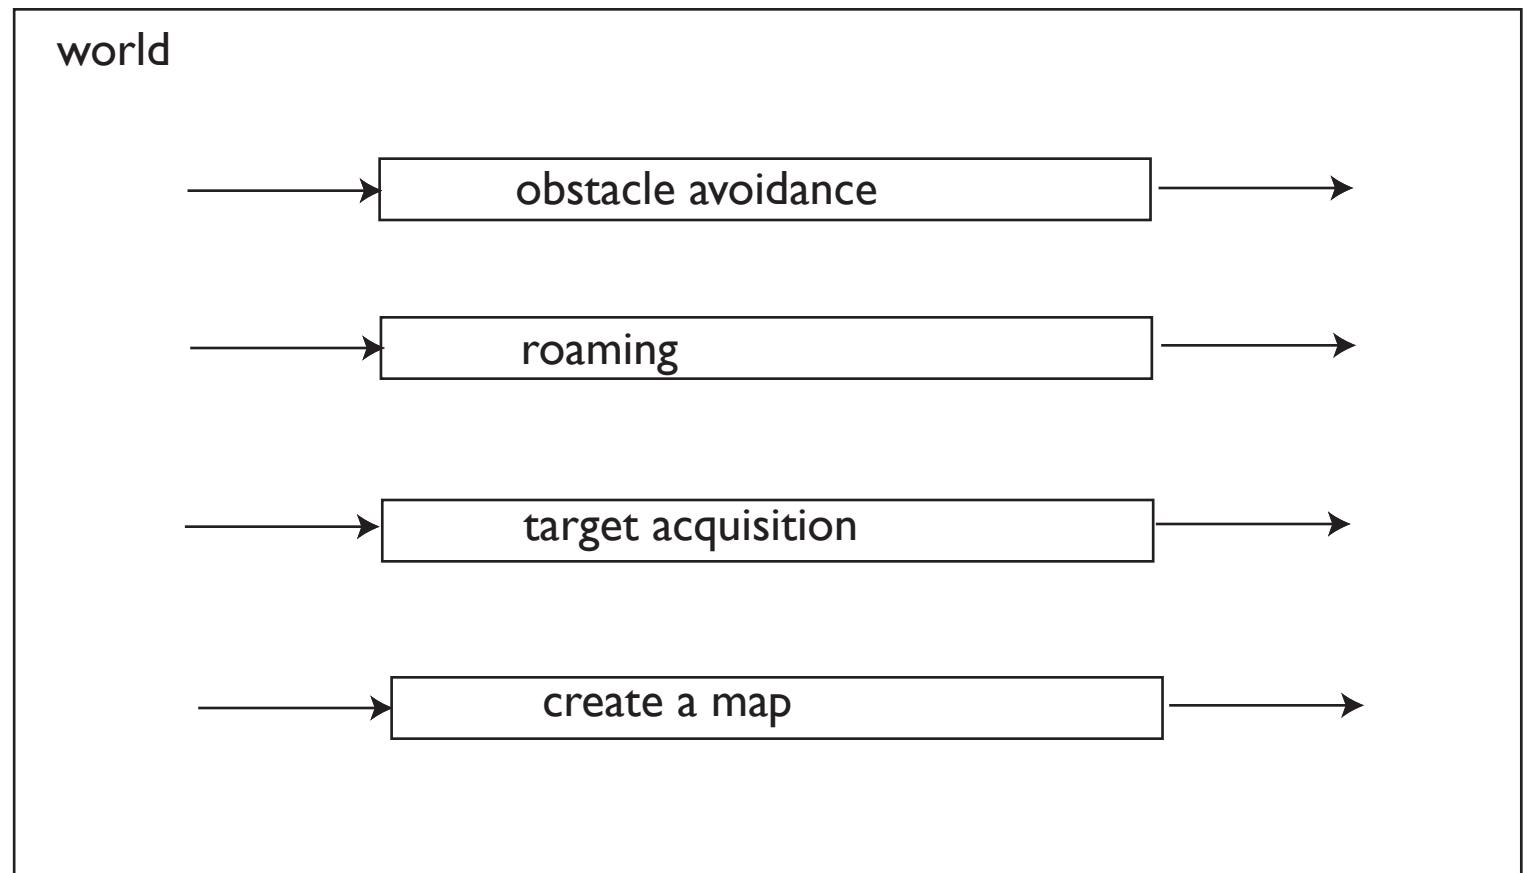 world
obstacle avoidance
roaming
target acquisition
create a map